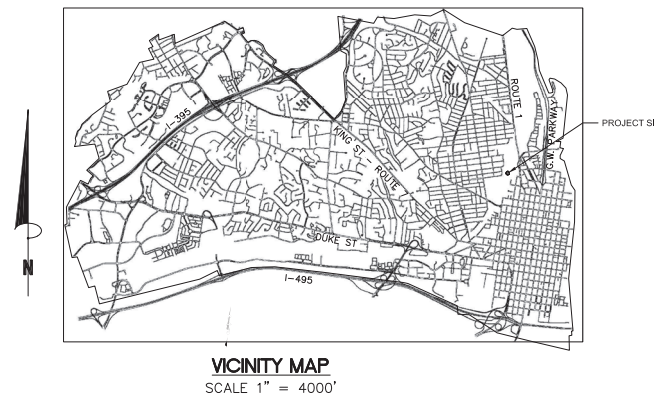 ROUTE 1
G.W. PARKWAY
I-395
PROJECT SI
KING ST - ROUTE
DUKE ST
N
I-495
VICINITY MAP
SCALE 1" = 4000'